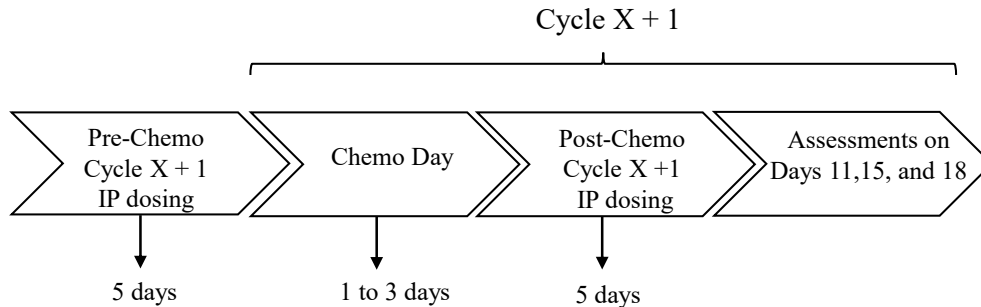 Cycle X + 1
Pre-Chemo
Cycle X + 1
IP dosing
Chemo Day
Post-Chemo
Cycle X +1
IP dosing
Assessments on
Days 11,15, and 18
5 days
1 to 3 days
5 days